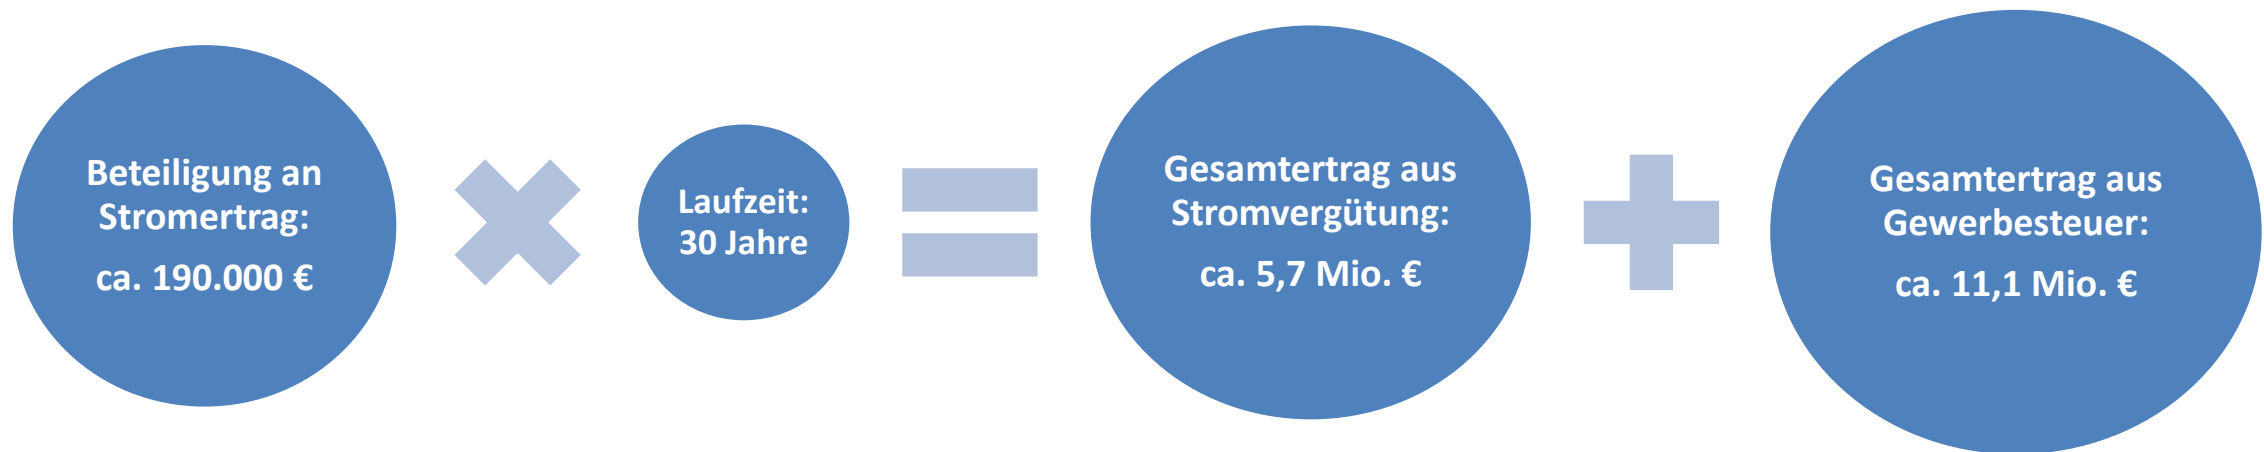 Beteiligung an
Stromertrag:
ca. 190.000 €
Laufzeit:
30 Jahre
Gesamtertrag aus
Stromvergütung:
ca. 5,7 Mio. €
Gesamtertrag aus
Gewerbesteuer:
ca. 11,1 Mio. €